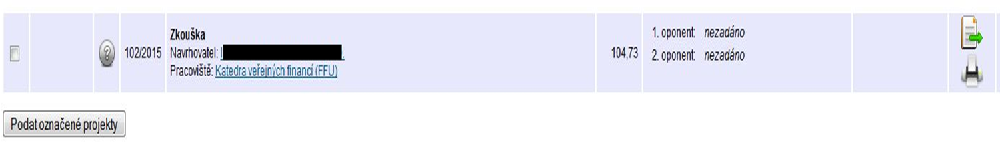 102/2015
Zkouška
Navrhovatel:
Pracoviště: Katedra veřejných financí (FFU)
104,73
1. oponent: nezadáno
2. oponent: nezadáno
Podat označené projekty